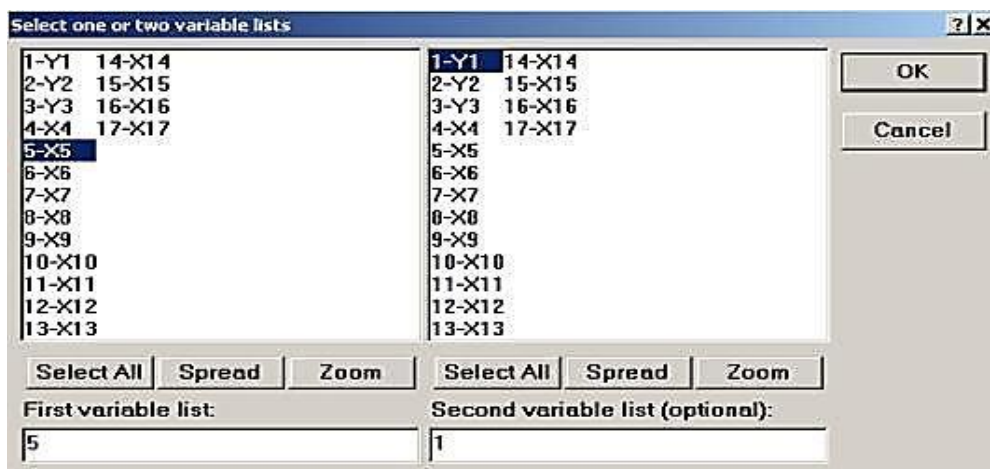 Select one or two variable lists
1-Y1 14-X14
2-Y2 15-X15
3-Y3 16-X16
4-X4 17-X17
5-X5
6-X6
7-X7
8-X8
9-X9
10-X10
11-X11
12-X12
13-X13
Select All Spread Zoom
First variable list:
5
1-Y1 14-X14
2-Y2 15-X15
3-Y3 16-X16
4-X4 17-X17
5-X5
6-X6
7-X7
8-X8
9-X9
10-X10
11-X11
12-X12
13-X13
Select All Spread Zoom
Second variable list (optional):
1
OK
Cancel